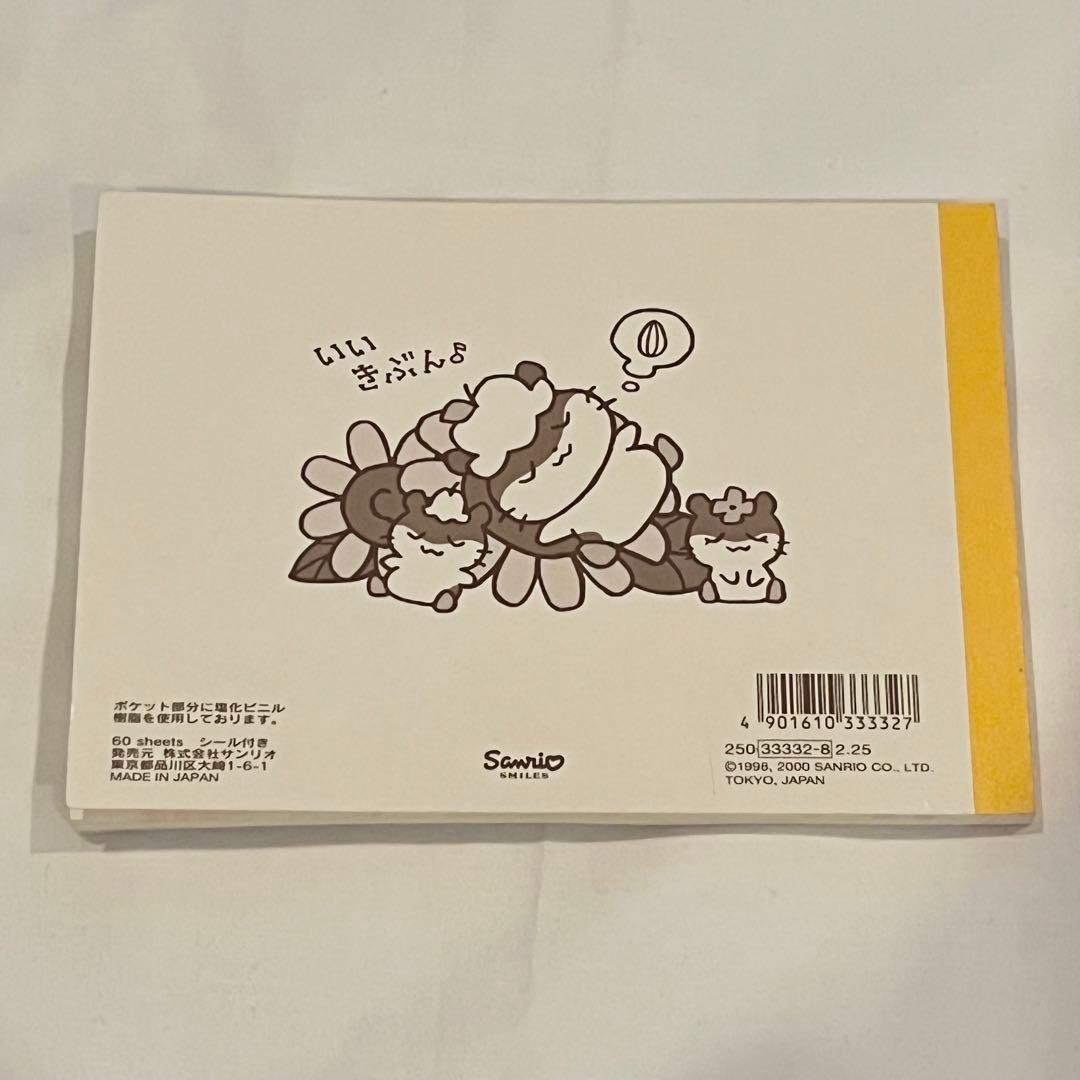 いい
きぶん♪
ポケット部分に塩化ビニル
樹脂を使用しております。
60 sheets シール付き
発売元 株式会社サンリオ
東京都品川区大崎1-6-1
MADE IN JAPAN
Sanrio
SMILES
4 901610 333327
250 33332-8 2.25
©1998, 2000 SANRIO CO., LTD.
TOKYO, JAPAN